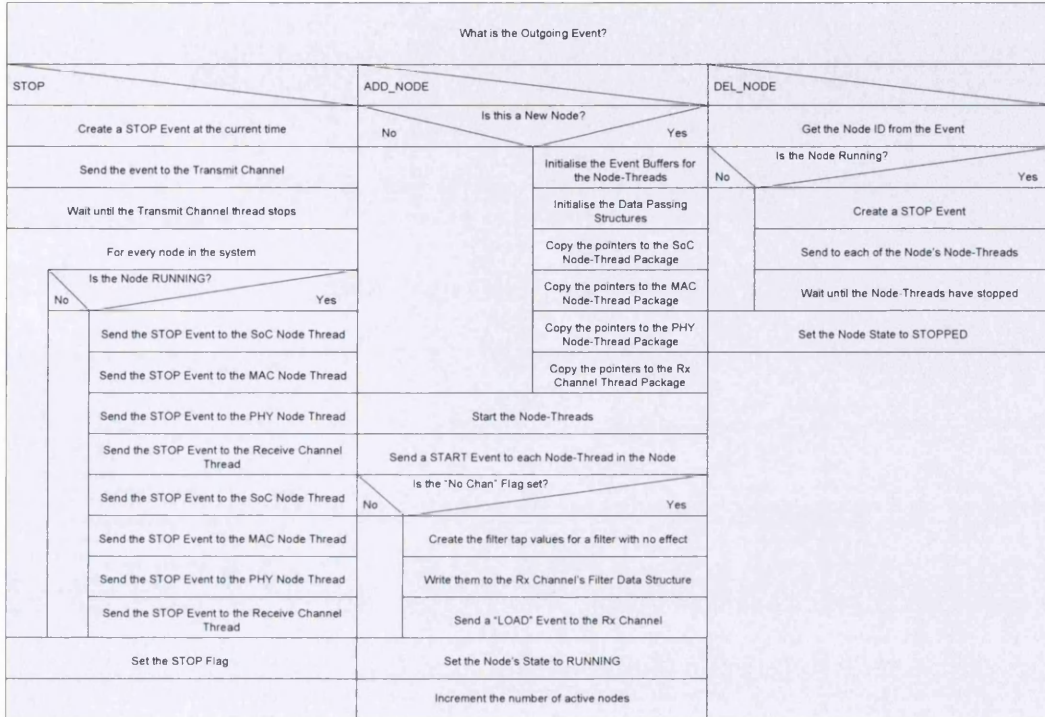 What is the Outgoing Event?
STOP
Create a STOP Event at the current time
Send the event to the Transmit Channel
Wait until the Transmit Channel thread stops
For every node in the system
Is the Node RUNNING?
No
Yes
Send the STOP Event to the SoC Node Thread
Send the STOP Event to the MAC Node Thread
Send the STOP Event to the PHY Node Thread
Send the STOP Event to the Receive Channel
Thread
Send the STOP Event to the SoC Node Thread
Send the STOP Event to the MAC Node Thread
Send the STOP Event to the PHY Node Thread
Send the STOP Event to the Receive Channel
Thread
Set the STOP Flag
ADD_NODE
Is this a New Node?
No
Yes
Initialise the Event Buffers for
the Node-Threads
Initialise the Data Passing
Structures
Copy the pointers to the SoC
Node-Thread Package
Copy the pointers to the MAC
Node-Thread Package
Copy the pointers to the PHY
Node-Thread Package
Copy the pointers to the Rx
Channel Thread Package
Start the Node-Threads
Send a START Event to each Node-Thread in the Node
Is the "No Chan" Flag set?
No
Yes
Create the filter tap values for a filter with no effect
Write them to the Rx Channel's Filter Data Structure
Send a "LOAD" Event to the Rx Channel
Set the Node's State to RUNNING
Increment the number of active nodes
DEL_NODE
Get the Node ID from the Event
Is the Node Running?
No
Yes
Create a STOP Event
Send to each of the Node's Node-Threads
Wait until the Node-Threads have stopped
Set the Node State to STOPPED